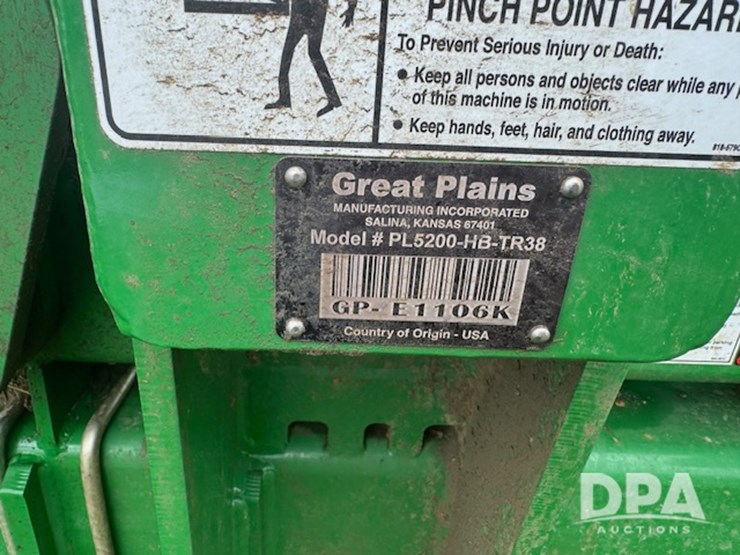 PINCH POINT HAZARD
To Prevent Serious Injury or Death:
• Keep all persons and objects clear while any
of this machine is in motion.
• Keep hands, feet, hair, and clothing away.
Great Plains
MANUFACTURING INCORPORATED
SALINA, KANSAS 67401
Model # PL5200-HB-TR38
GP- E1106K
Country of Origin - USA
DPA
AUCTIONS